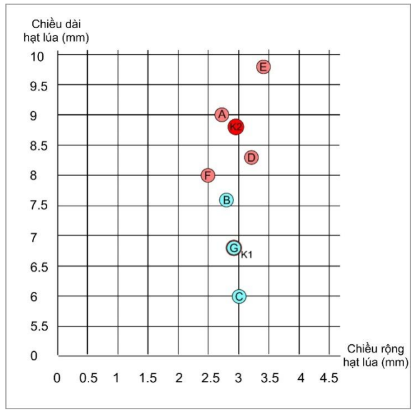 Chiều dài
hạt lúa (mm)
10
E
9.5
9
A
K2
8.5
D
8
F
7.5
B
7
G
K1
6.5
6
C
5.5
0
Chiều rộng
hạt lúa (mm)
0 0.5 1 1.5 2 2.5 3 3.5 4 4.5